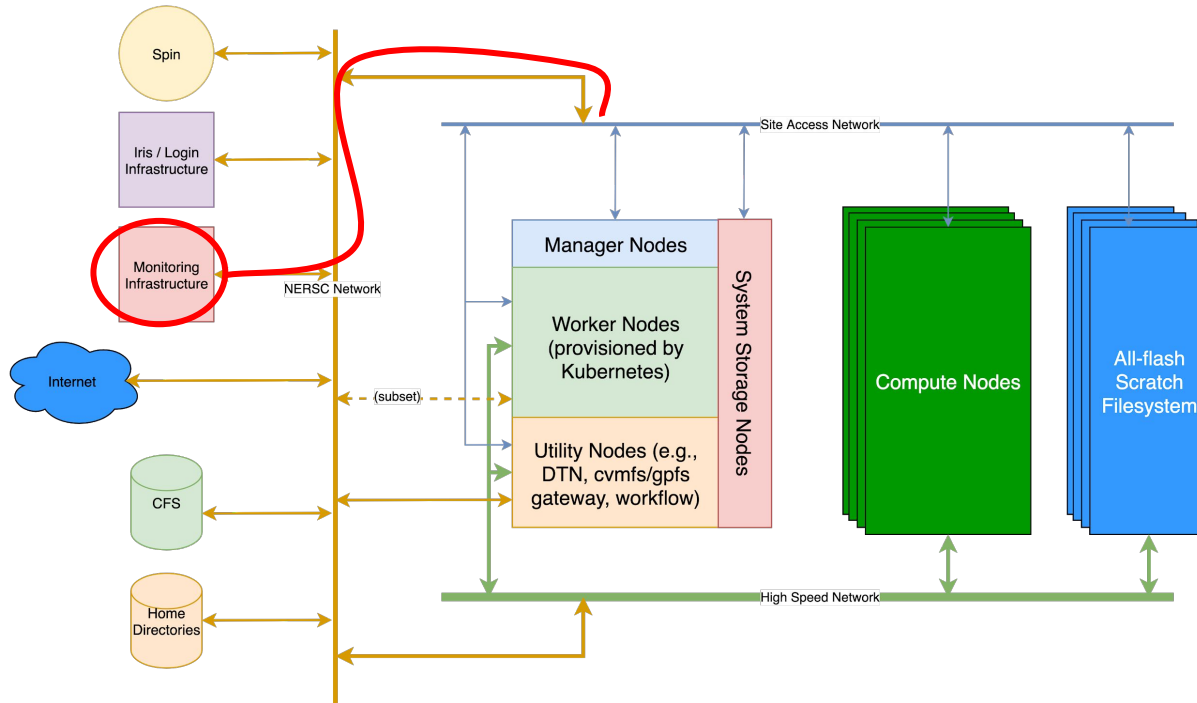 Spin
Iris / Login
Infrastructure
Monitoring
Infrastructure
NERSC Network
Internet
(subset)
CFS
Home
Directories
Site Access Network
Manager Nodes
Worker Nodes
(provisioned by
Kubernetes)
Utility Nodes (e.g.,
DTN, cvmfs/gpfs
gateway, workflow)
System Storage Nodes
Compute Nodes
All-flash
Scratch
Filesystem
High Speed Network